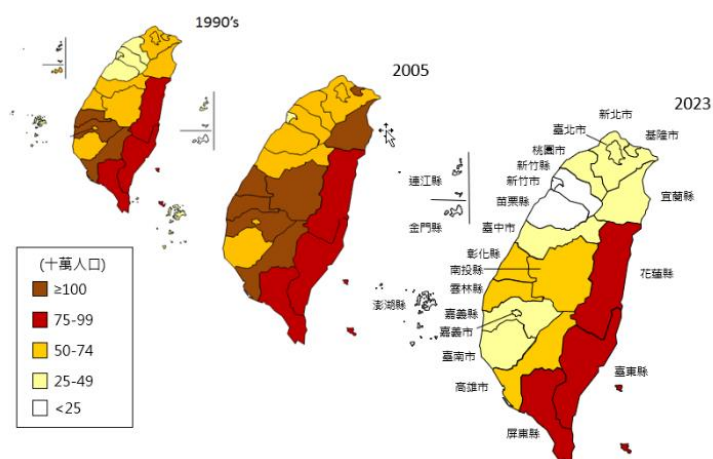 1990's
2005
2023
新北市
臺北市
基隆市
桃園市
新竹縣
新竹市
苗栗縣
宜蘭縣
連江縣
金門縣
臺中市
彰化縣
南投縣
雲林縣
花蓮縣
澎湖縣
嘉義縣
嘉義市
臺南市
高雄市
臺東縣
屏東縣
(十萬人口)
≥100
75-99
50-74
25-49
<25